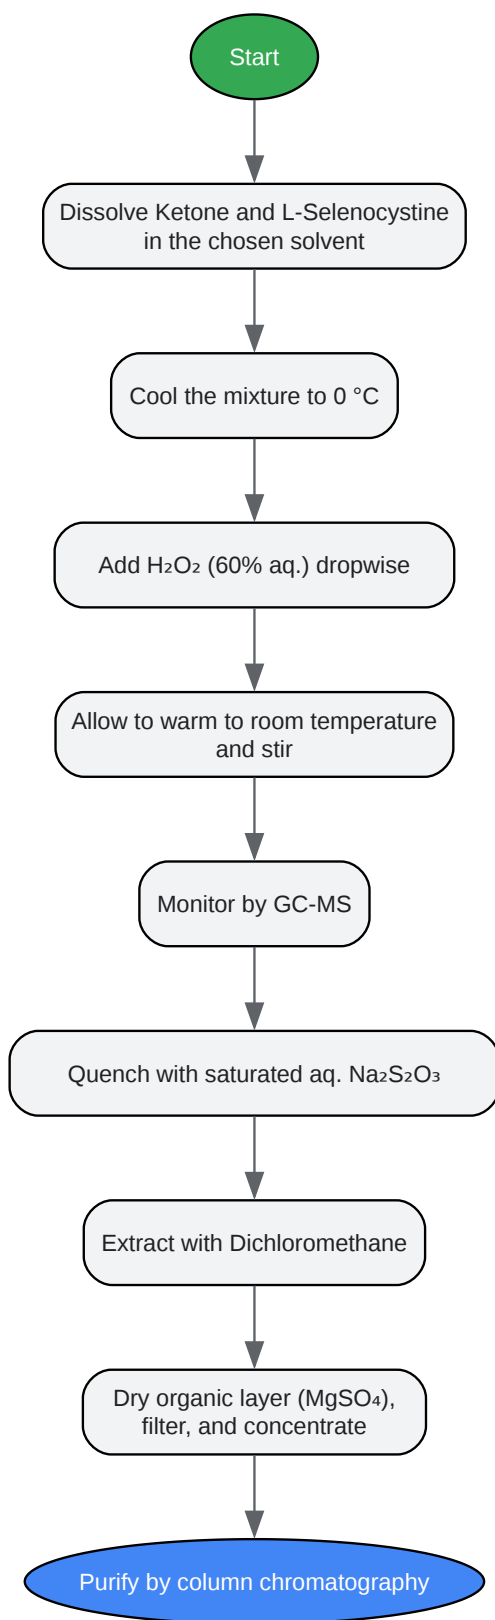 Start
Dissolve Ketone and L-Selenocystine
in the chosen solvent
Cool the mixture to 0 °C
Add H₂O₂ (60% aq.) dropwise
Allow to warm to room temperature
and stir
Monitor by GC-MS
Quench with saturated aq. Na₂S₂O₃
Extract with Dichloromethane
Dry organic layer (MgSO₄),
filter, and concentrate
Purify by column chromatography